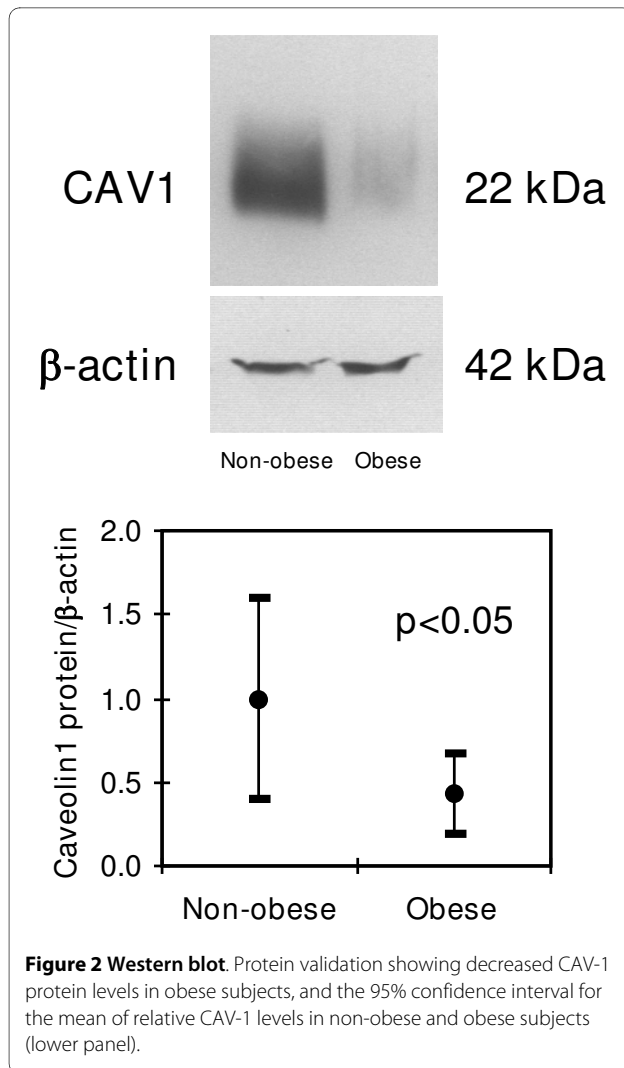 CAV1 22 kDa
β-actin 42 kDa
Non-obese Obese
Caveolin1 protein/β-actin
2.0
1.5
1.0
0.5
0.0
p<0.05
Non-obese Obese
Figure 2 Western blot. Protein validation showing decreased CAV-1
protein levels in obese subjects, and the 95% confidence interval for
the mean of relative CAV-1 levels in non-obese and obese subjects
(lower panel).